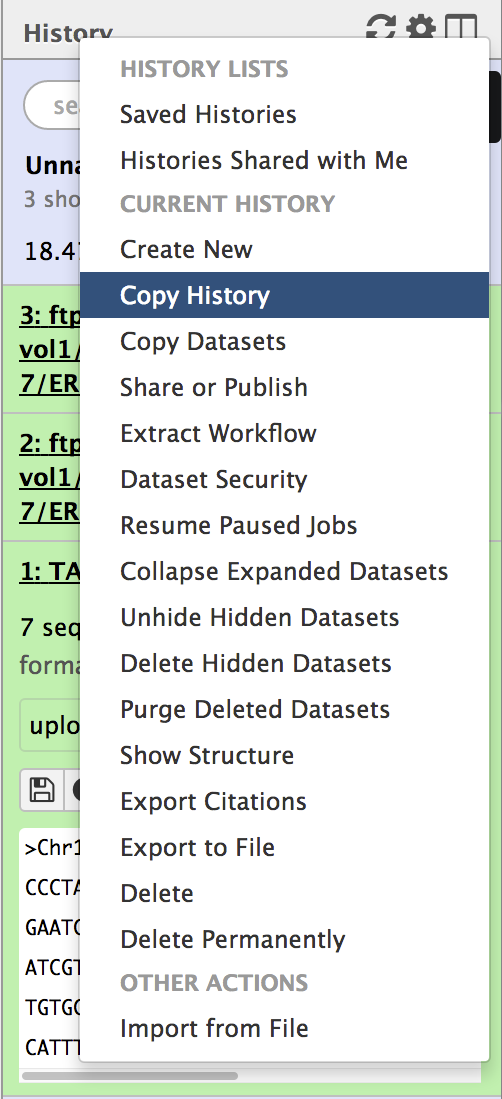 History
HISTORY LISTS
Saved Histories
Histories Shared with Me
CURRENT HISTORY
Create New
Copy History
Copy Datasets
Share or Publish
Extract Workflow
Dataset Security
Resume Paused Jobs
Collapse Expanded Datasets
Unhide Hidden Datasets
Delete Hidden Datasets
Purge Deleted Datasets
Show Structure
Export Citations
Export to File
Delete
Delete Permanently
OTHER ACTIONS
Import from File
se
Unna
3 sho
18.4
3: ftp
vol1/
7/ER
2: ftp
vol1/
7/ER
1: TA
7 seq
forma
uplo
>Chr1
CCCTA
GAATC
ATCGT
TGTGC
CATTT